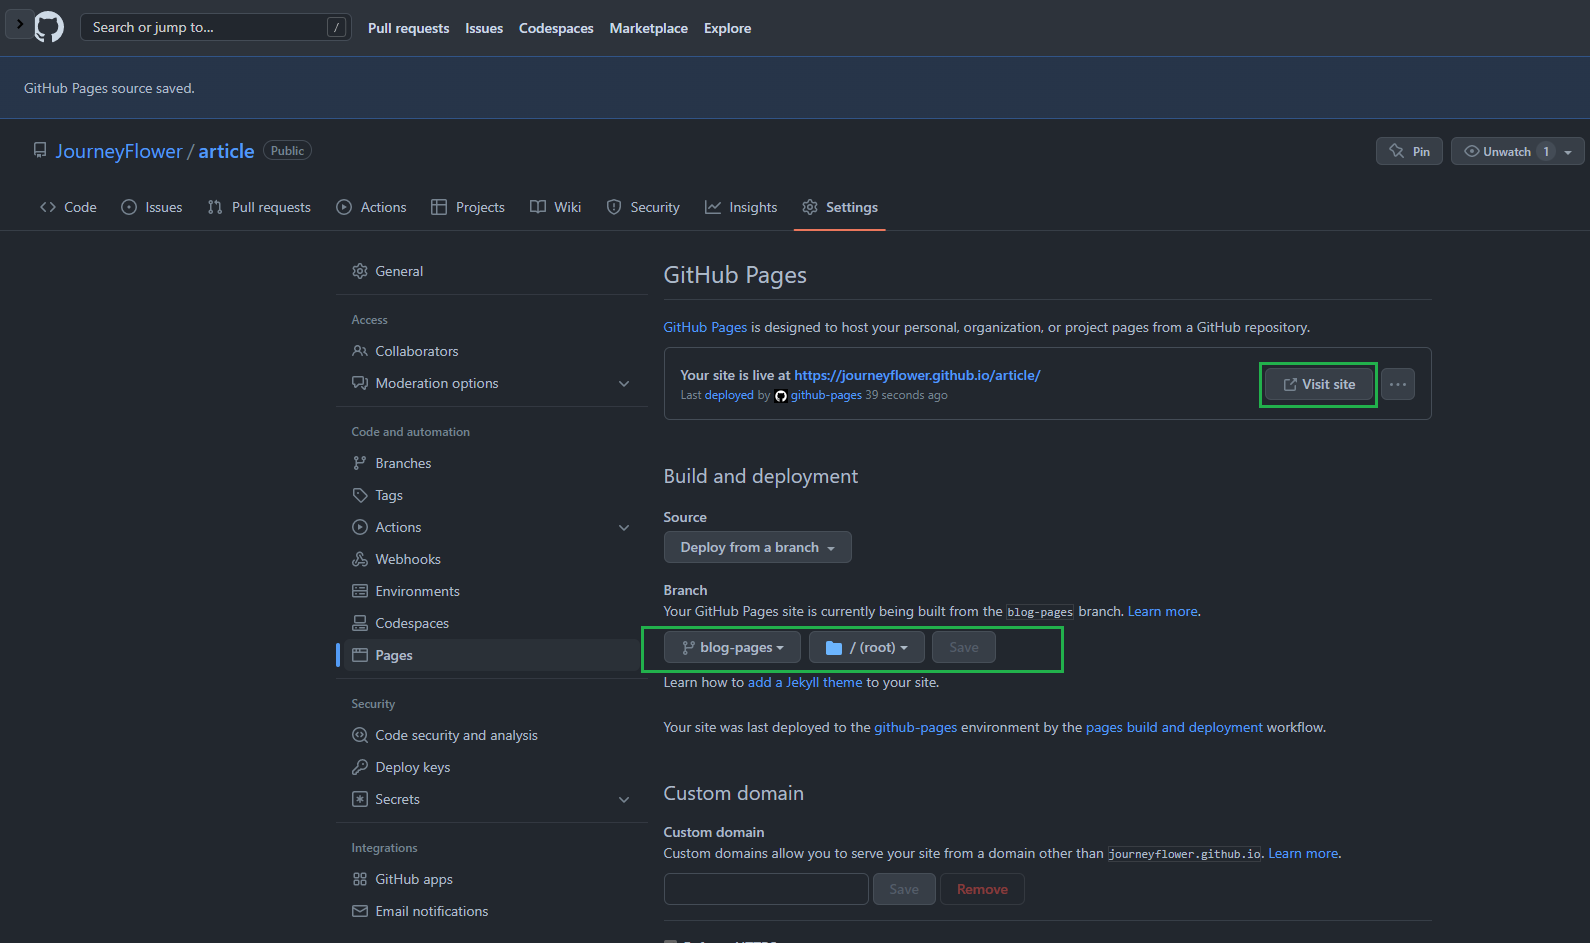 Search or jump to... / Pull requests Issues Codespaces Marketplace Explore
GitHub Pages source saved.
JourneyFlower / article Public Pin Unwatch 1
Code Issues Pull requests Actions Projects Wiki Security Insights Settings
General
Access
Collaborators
Moderation options
Code and automation
Branches
Tags
Actions
Webhooks
Environments
Codespaces
Pages
Security
Code security and analysis
Deploy keys
Secrets
Integrations
GitHub apps
Email notifications
GitHub Pages
GitHub Pages is designed to host your personal, organization, or project pages from a GitHub repository.
Your site is live at https://journeyflower.github.io/article/
Last deployed by github-pages 39 seconds ago
Visit site
Build and deployment
Source
Deploy from a branch
Branch
Your GitHub Pages site is currently being built from the blog-pages branch. Learn more.
blog-pages / (root) Save
Learn how to add a Jekyll theme to your site.
Your site was last deployed to the github-pages environment by the pages build and deployment workflow.
Custom domain
Custom domain
Custom domains allow you to serve your site from a domain other than journeyflower.github.io. Learn more.
Save Remove